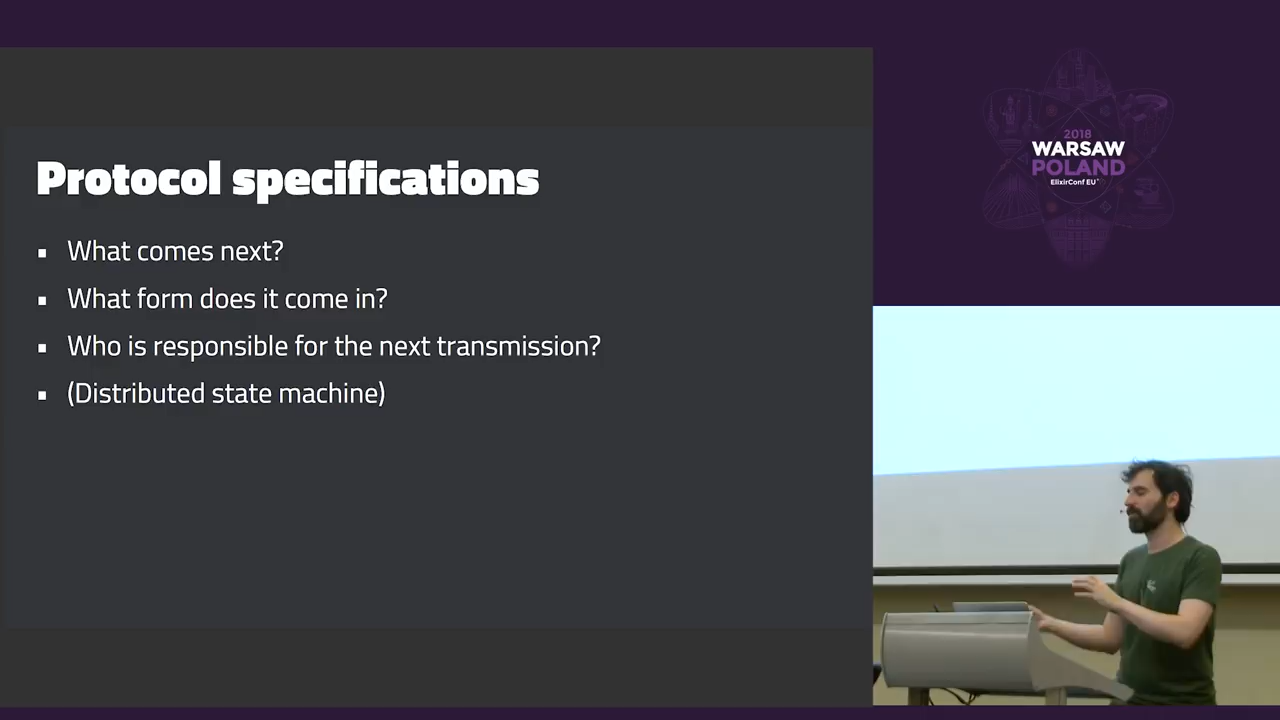 Protocol specifications
▪ What comes next?
▪ What form does it come in?
▪ Who is responsible for the next transmission?
▪ (Distributed state machine)
2018
WARSAW
POLAND
ElixirConf EU